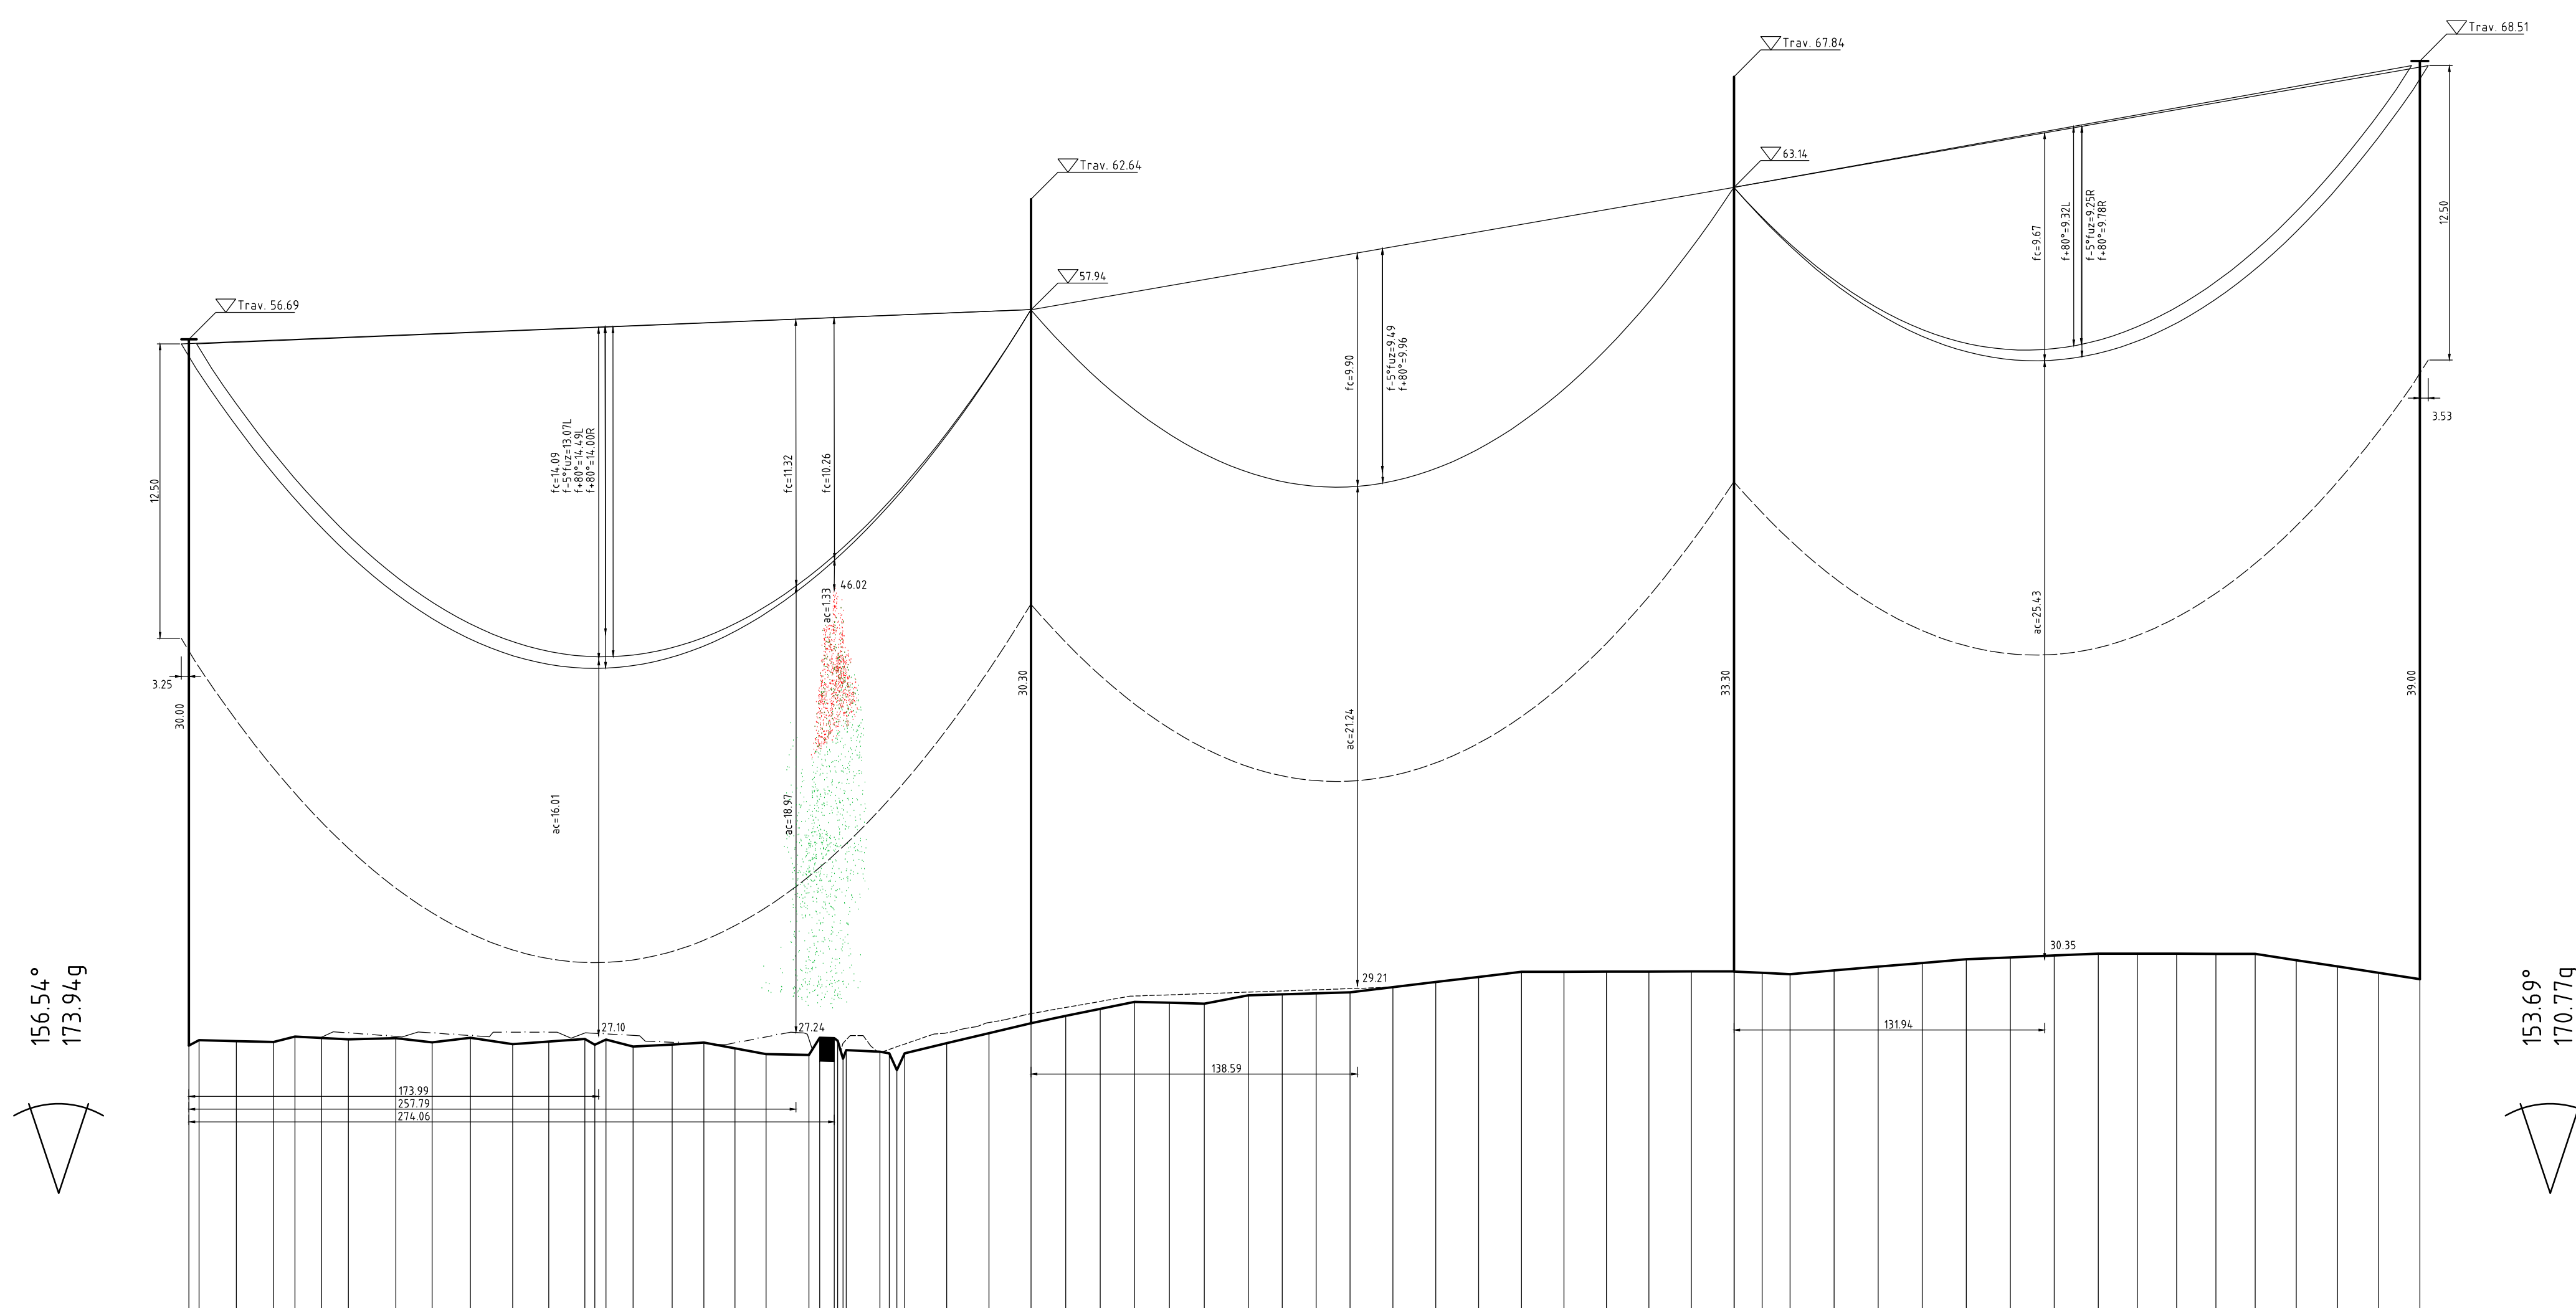 Trav. 68.51
Trav. 67.84
63.14
Trav. 62.64
57.94
Trav. 56.69
12.50
3.25
30.00
fc=14.09
f-5°fuz=13.07L
f+80°=14.49L
f+80°=14.00R
ac=16.01
27.10
fc=11.32
ac=18.97
27.24
fc=10.26
ac=1.33
46.02
30.30
fc=9.90
f-5°fuz=9.49
f+80°=9.96
ac=21.24
29.21
33.30
fc=9.67
f+80°=9.32L
f-5°fuz=9.25R
f+80°=9.78R
ac=25.43
30.35
12.50
3.53
39.00
173.99
257.79
274.06
138.59
131.94
156.54°
173.94g
153.69°
170.77g